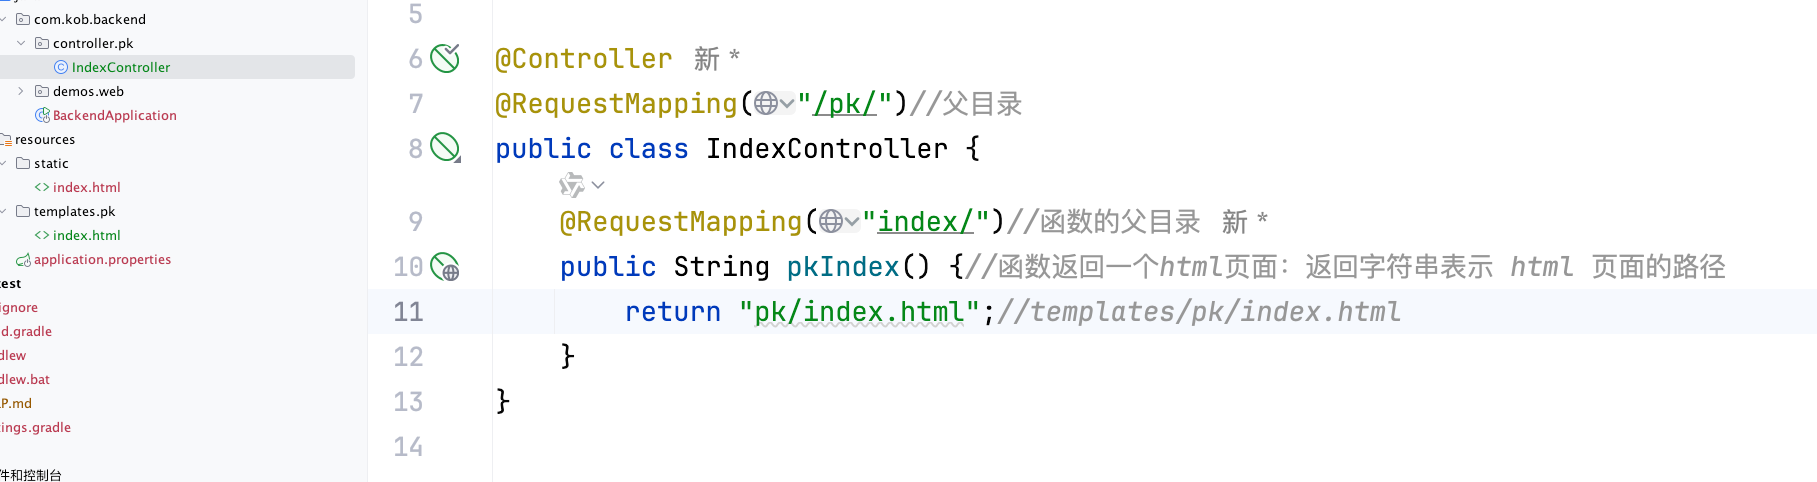 com.kob.backend
controller.pk
IndexController
demos.web
BackendApplication
resources
static
index.html
templates.pk
index.html
application.properties
test
ignore
d.gradle
dlew
dlew.bat
P.md
ings.gradle
件和控制台
5
6 @Controller 新 *
7 @RequestMapping("/pk/")//父目录
8 public class IndexController {
9 @RequestMapping("index/")//函数的父目录 新 *
10 public String pkIndex() {//函数返回一个html页面：返回字符串表示 html 页面的路径
11 return "pk/index.html";//templates/pk/index.html
12 }
13 }
14